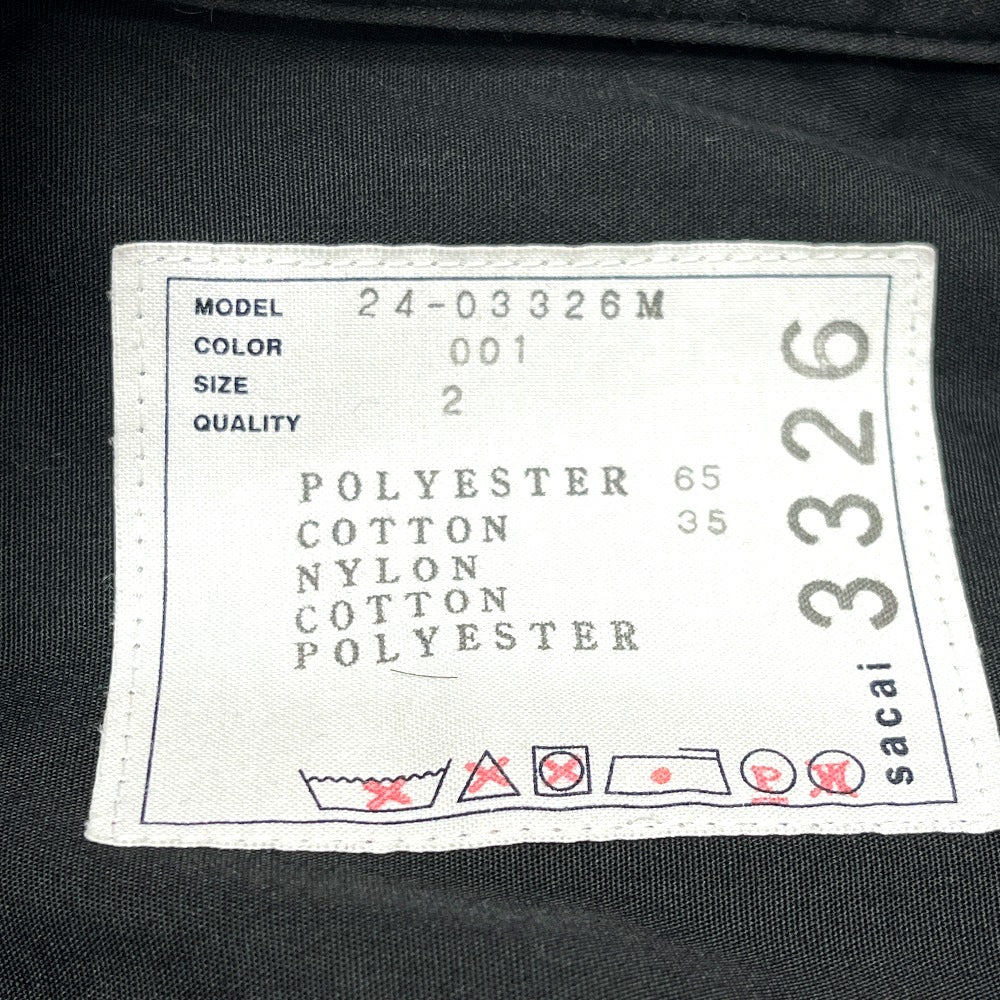 MODEL 24-03326M
COLOR 001
SIZE 2
QUALITY
POLYESTER 65
COTTON 35
NYLON
COTTON
POLYESTER
P
W
sacai 3326